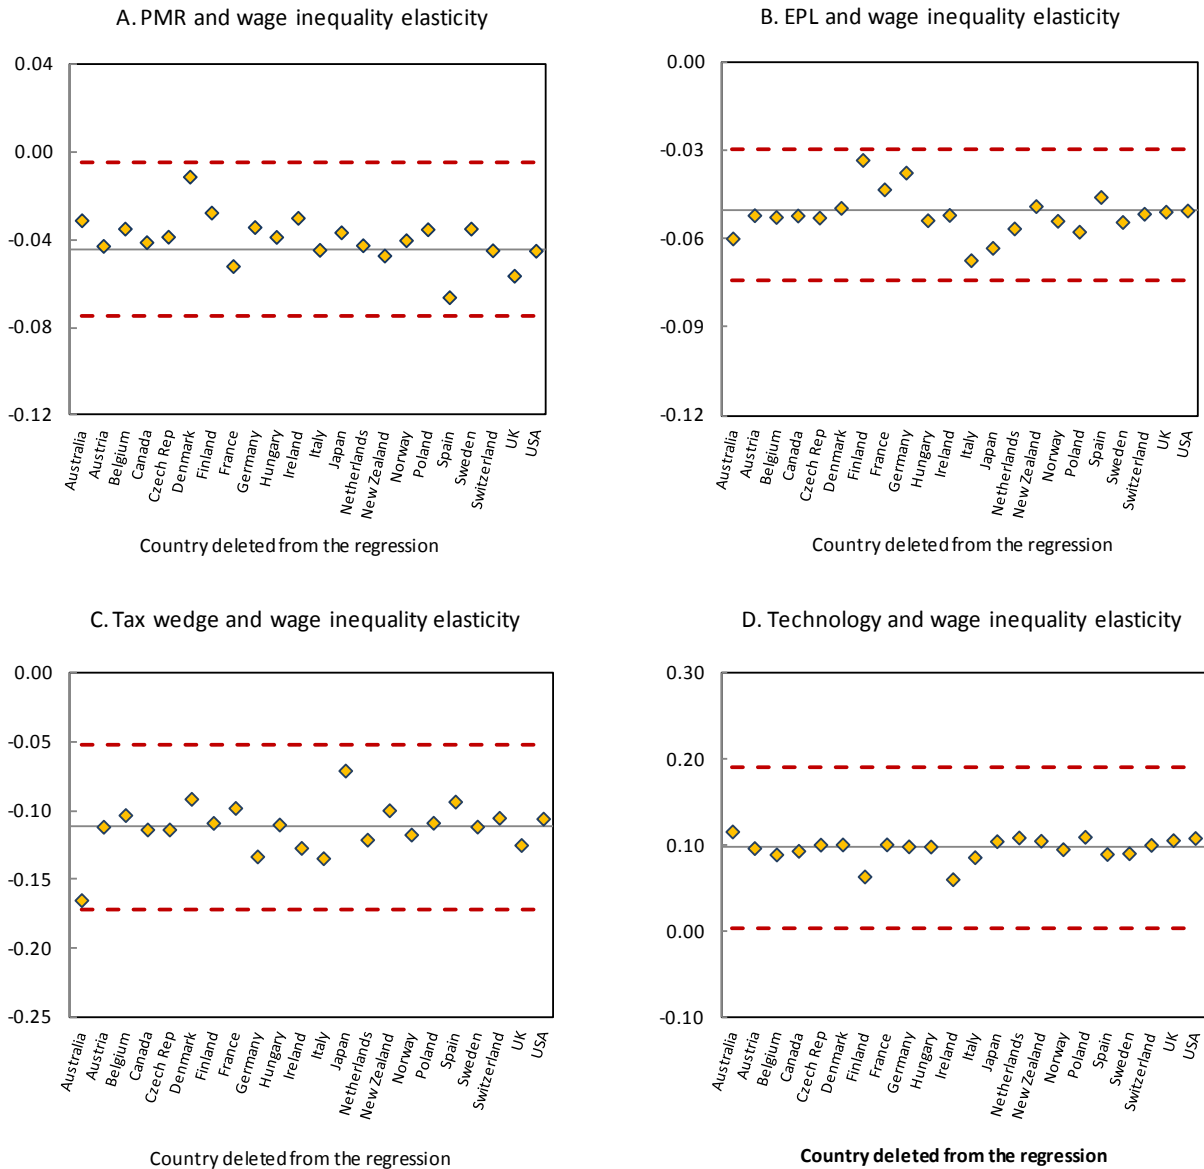 A. PMR and wage inequality elasticity
0.04
0.00
-0.04
-0.08
-0.12
Australia
Austria
Belgium
Canada
Czech Rep
Denmark
Finland
France
Germany
Hungary
Ireland
Italy
Japan
Netherlands
New Zealand
Norway
Poland
Spain
Sweden
Switzerland
UK
USA
Country deleted from the regression
B. EPL and wage inequality elasticity
0.00
-0.03
-0.06
-0.09
-0.12
Australia
Austria
Belgium
Canada
Czech Rep
Denmark
Finland
France
Germany
Hungary
Ireland
Italy
Japan
Netherlands
New Zealand
Norway
Poland
Spain
Sweden
Switzerland
UK
USA
Country deleted from the regression
C. Tax wedge and wage inequality elasticity
0.00
-0.05
-0.10
-0.15
-0.20
-0.25
Australia
Austria
Belgium
Canada
Czech Rep
Denmark
Finland
France
Germany
Hungary
Ireland
Italy
Japan
Netherlands
New Zealand
Norway
Poland
Spain
Sweden
Switzerland
UK
USA
Country deleted from the regression
D. Technology and wage inequality elasticity
0.30
0.20
0.10
0.00
-0.10
Australia
Austria
Belgium
Canada
Czech Rep
Denmark
Finland
France
Germany
Hungary
Ireland
Italy
Japan
Netherlands
New Zealand
Norway
Poland
Spain
Sweden
Switzerland
UK
USA
Country deleted from the regression